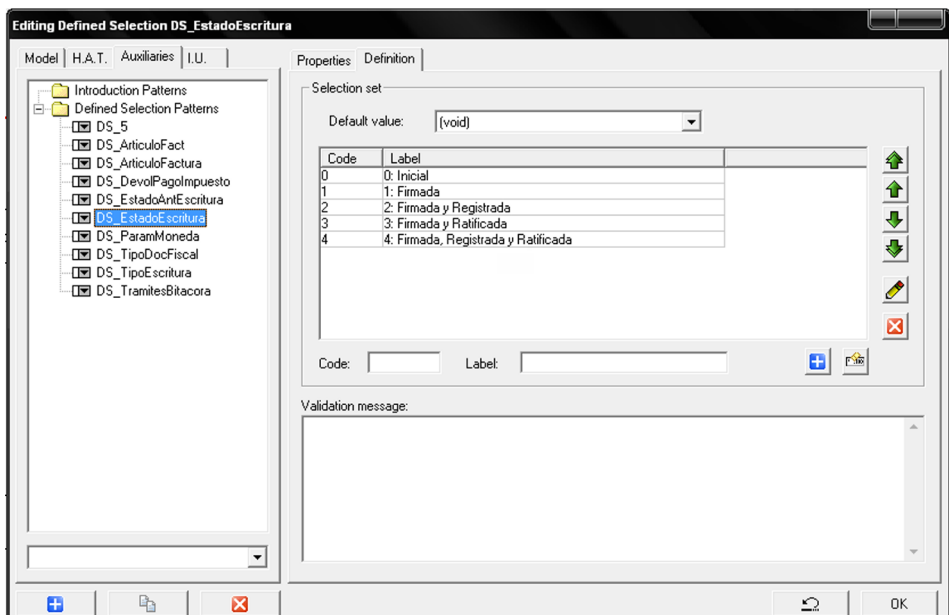 Editing Defined Selection DS_EstadoEscritura
Model H.A.T. Auxiliaries I.U.
Introduction Patterns
Defined Selection Patterns
DS_5
DS_ArticuloFact
DS_ArticuloFactura
DS_DevolPagoImpuesto
DS_EstadoAntEscritura
DS_EstadoEscritura
DS_ParamMoneda
DS_TipoDocFiscal
DS_TipoEscritura
DS_TramitesBitacora
Properties Definition
Selection set
Default value: (void)
Code Label
0 0: Inicial
1 1: Firmada
2 2: Firmada y Registrada
3 3: Firmada y Ratificada
4 4: Firmada, Registrada y Ratificada
Code: Label:
Validation message:
OK